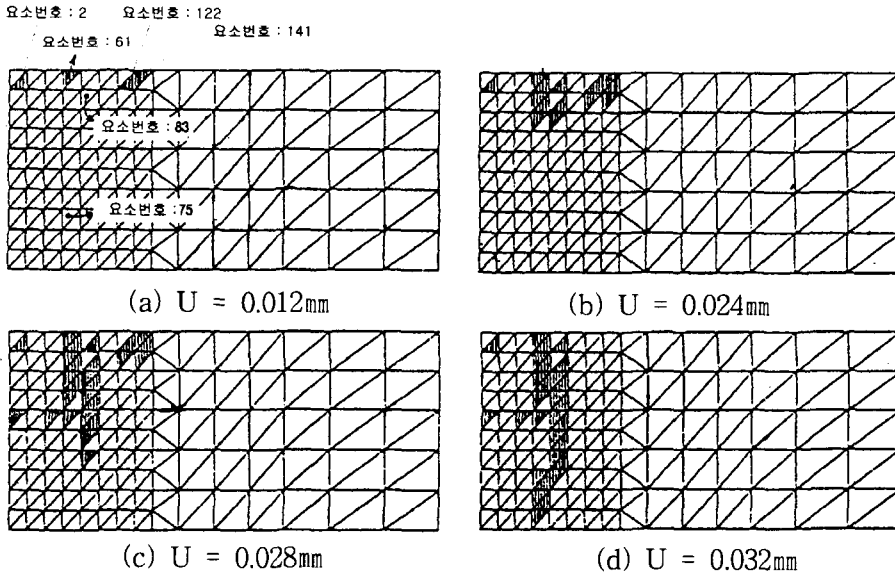 요소번호 : 2 요소번호 : 122
요소번호 : 141
요소번호 : 61
요소번호 : 83
요소번호 : 75
(a) U = 0.012mm
(b) U = 0.024mm
(c) U = 0.028mm
(d) U = 0.032mm